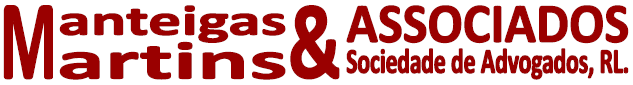 Manteigas
Martins & ASSOCIADOS
Sociedade de Advogados, RL.